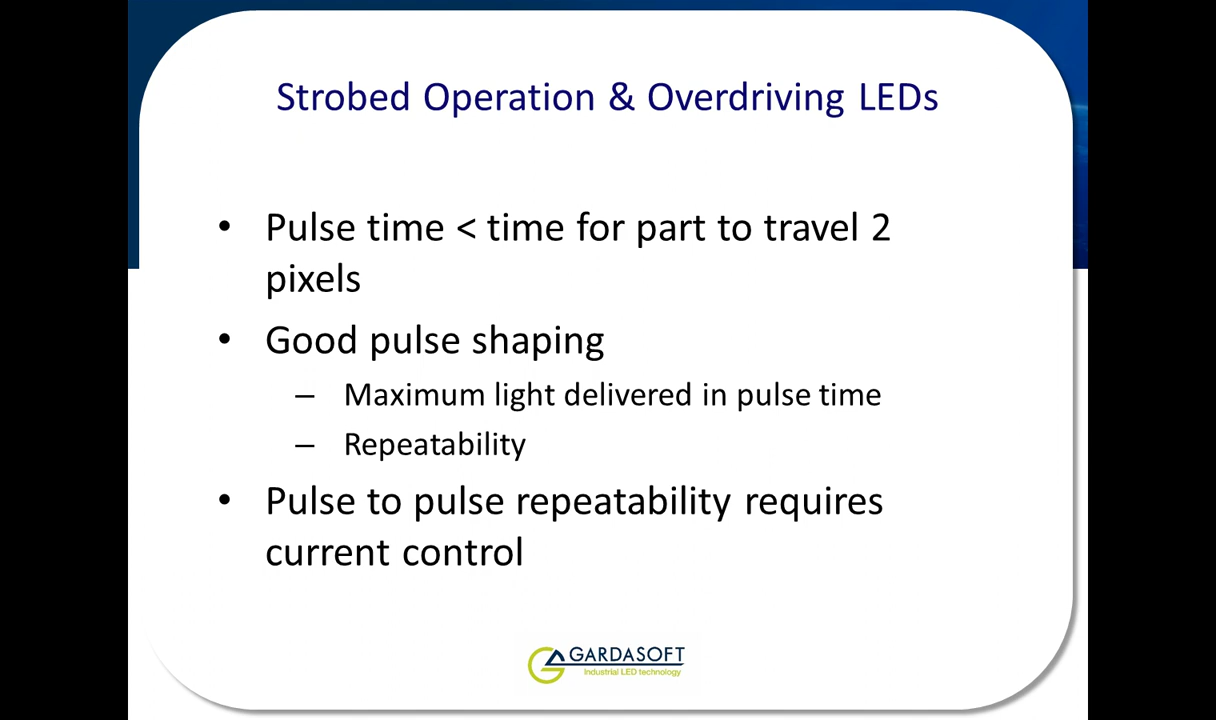 Strobed Operation & Overdriving LEDs
• Pulse time < time for part to travel 2
pixels
• Good pulse shaping
– Maximum light delivered in pulse time
– Repeatability
• Pulse to pulse repeatability requires
current control
GARDASOFT
Industrial LED technology